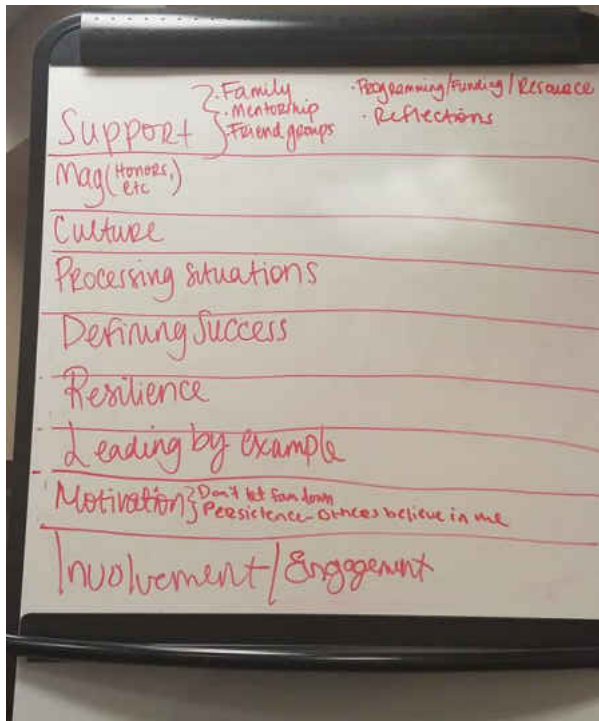 Support
· Family
· Mentorship
· Friend groups
· Programming/Funding/Resource
· Reflections
Mag (Honors, etc)
Culture
Processing situations
Defining Success
Resilience
Leading by example
Motivation
Don't let fam down
Persistence - Others believe in me
Involvement/Engagement